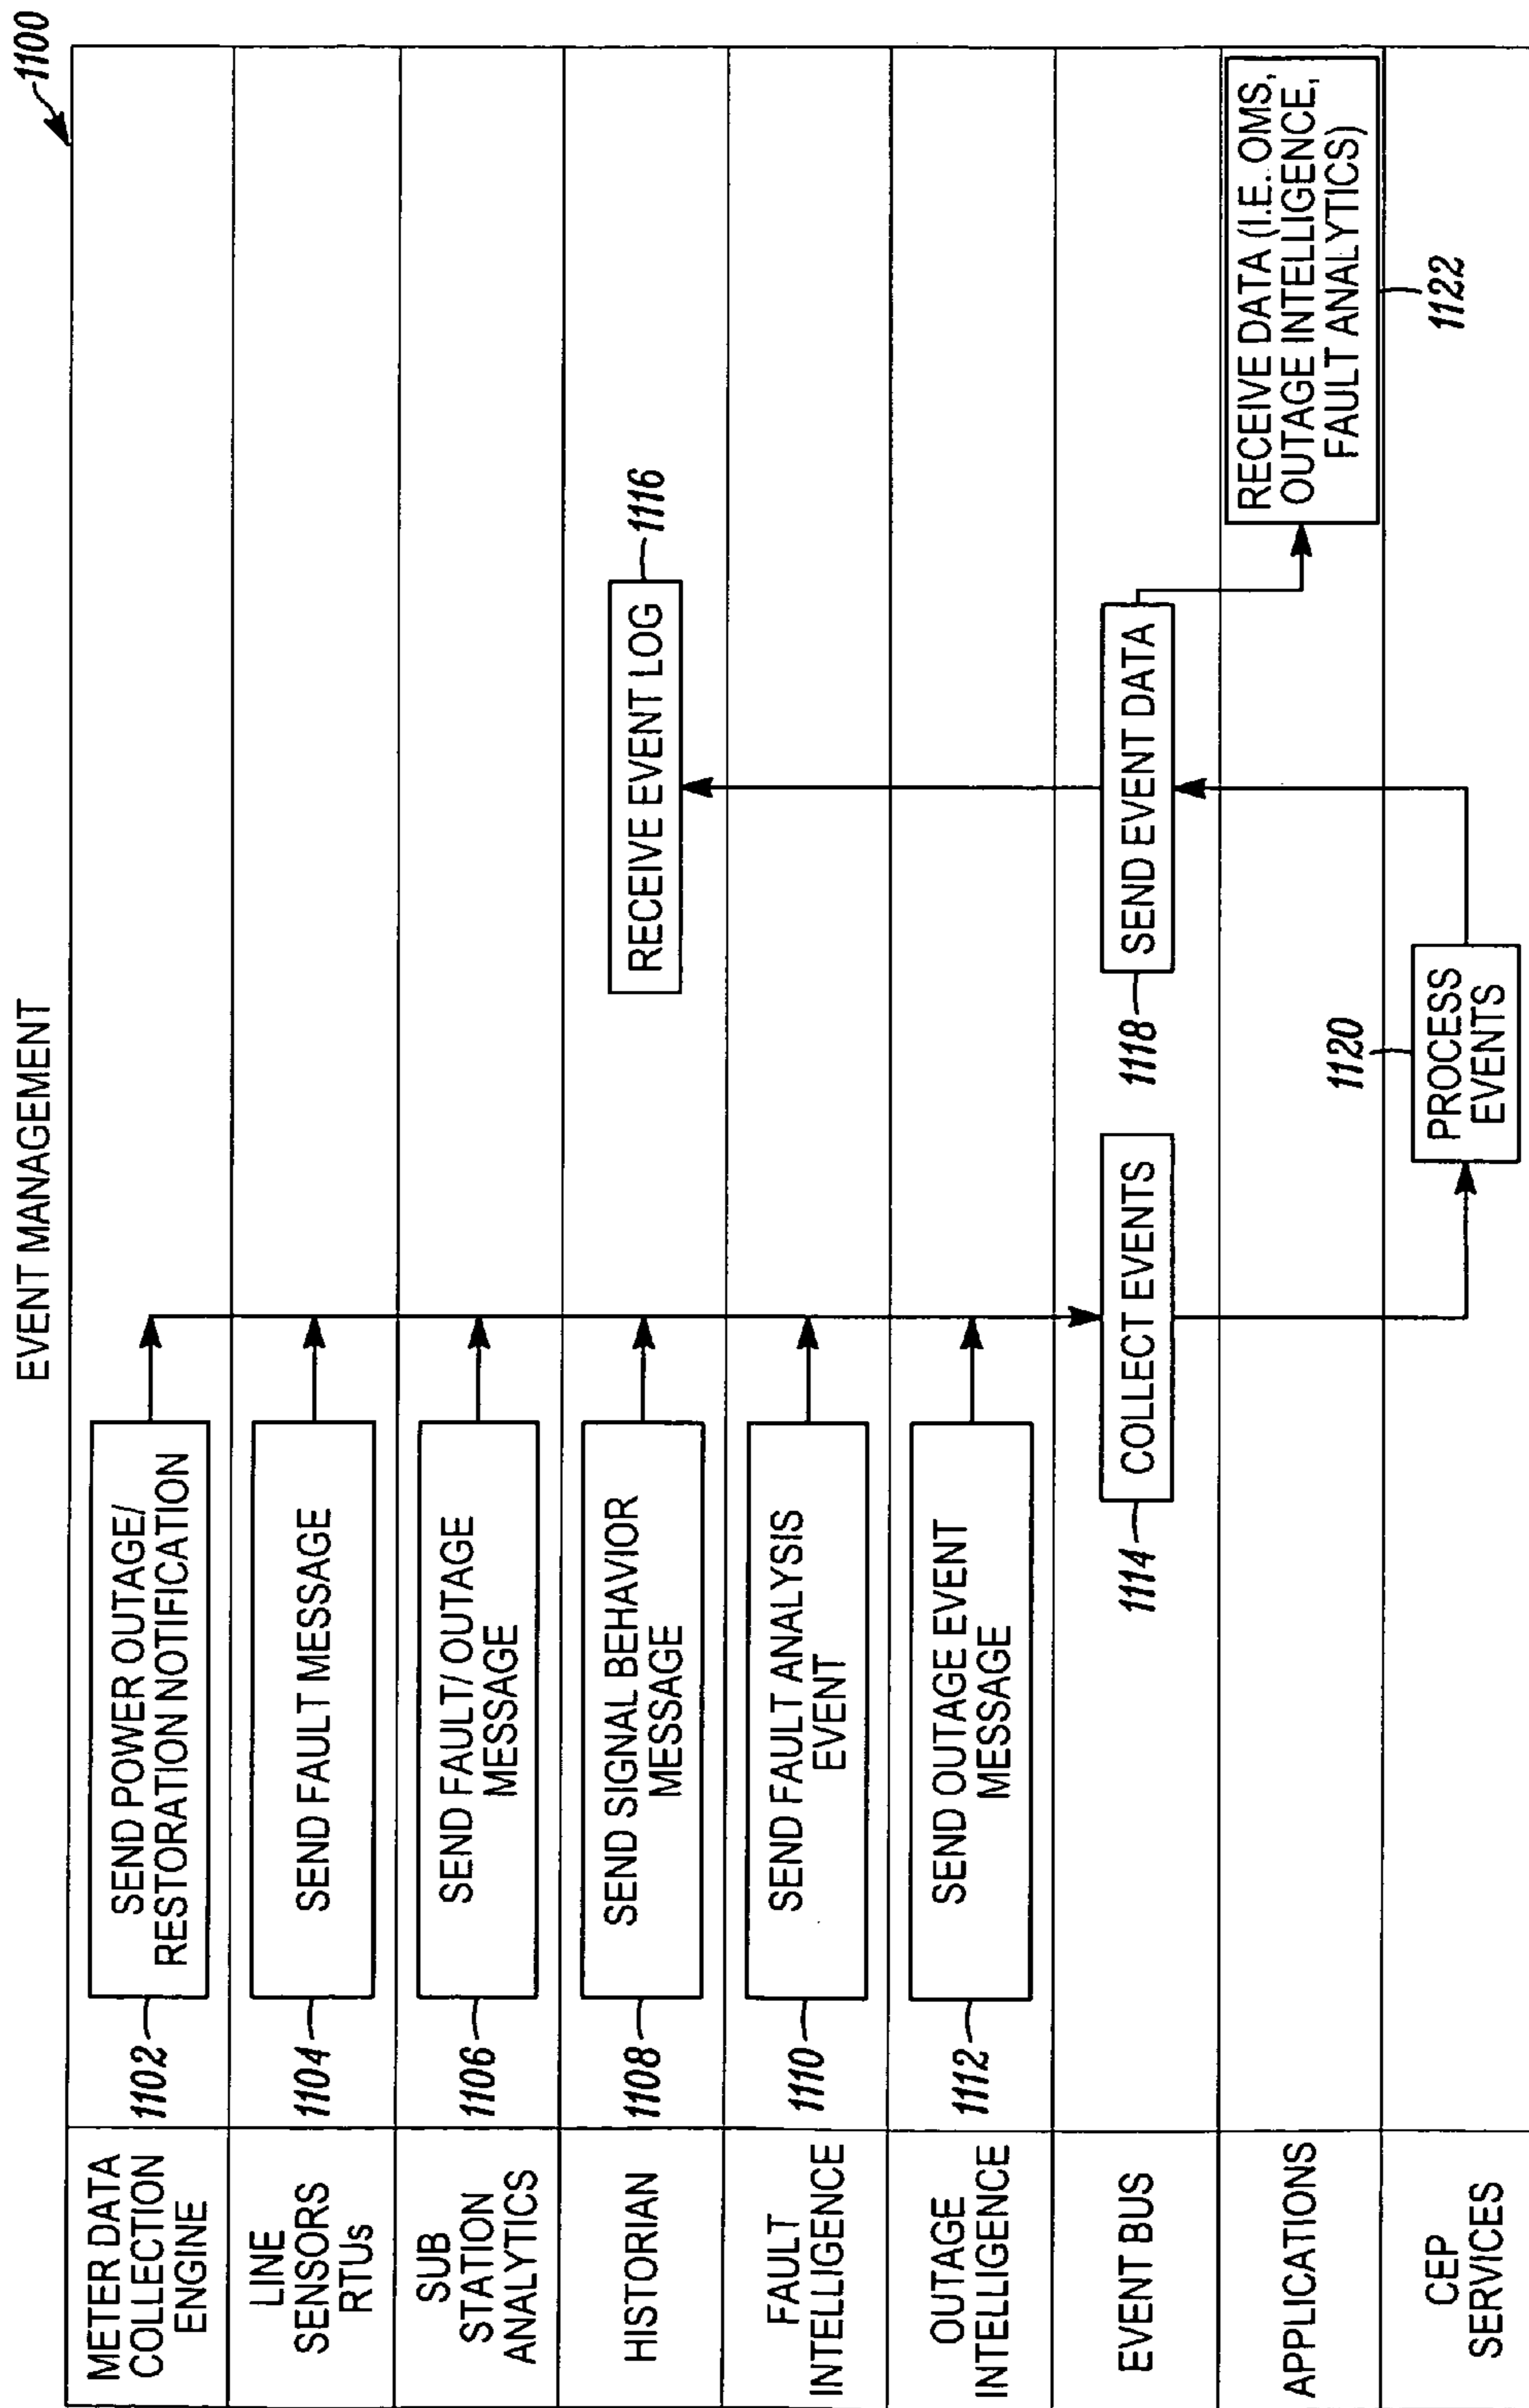 EVENT MANAGEMENT
1100
METER DATA
COLLECTION
ENGINE
1102
SEND POWER OUTAGE/
RESTORATION NOTIFICATION
LINE
SENSORS
RTUs
1104
SEND FAULT MESSAGE
SUB
STATION
ANALYTICS
1106
SEND FAULT/ OUTAGE
MESSAGE
HISTORIAN
1108
SEND SIGNAL BEHAVIOR
MESSAGE
RECEIVE EVENT LOG
1116
FAULT
INTELLIGENCE
1110
SEND FAULT ANALYSIS
EVENT
OUTAGE
INTELLIGENCE
1112
SEND OUTAGE EVENT
MESSAGE
EVENT BUS
1114
COLLECT EVENTS
1118
SEND EVENT DATA
APPLICATIONS
RECEIVE DATA (I.E. OMS,
OUTAGE INTELLIGENCE,
FAULT ANALYTICS)
1122
CEP
SERVICES
1120
PROCESS
EVENTS